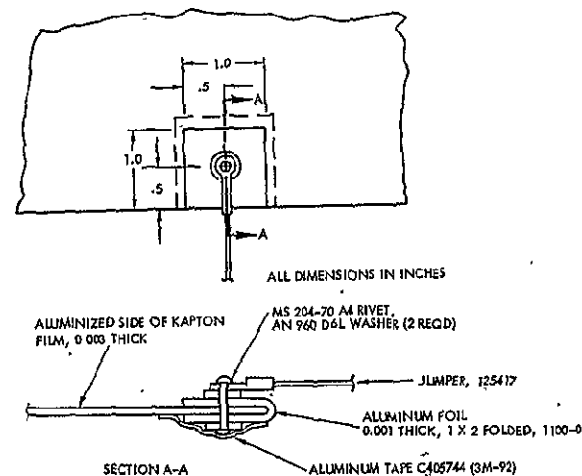 1.0
.5
A
1.0
.5
A
ALL DIMENSIONS IN INCHES
MS 204-70 A4 RIVET,
AN 960 D6L WASHER (2 REQD)
ALUMINIZED SIDE OF KAPTON
FILM, 0 003 THICK
JUMPER, 125417
ALUMINUM FOIL
0.001 THICK, 1 X 2 FOLDED, 1100-0
SECTION A-A
ALUMINUM TAPE C405744 (3M-92)